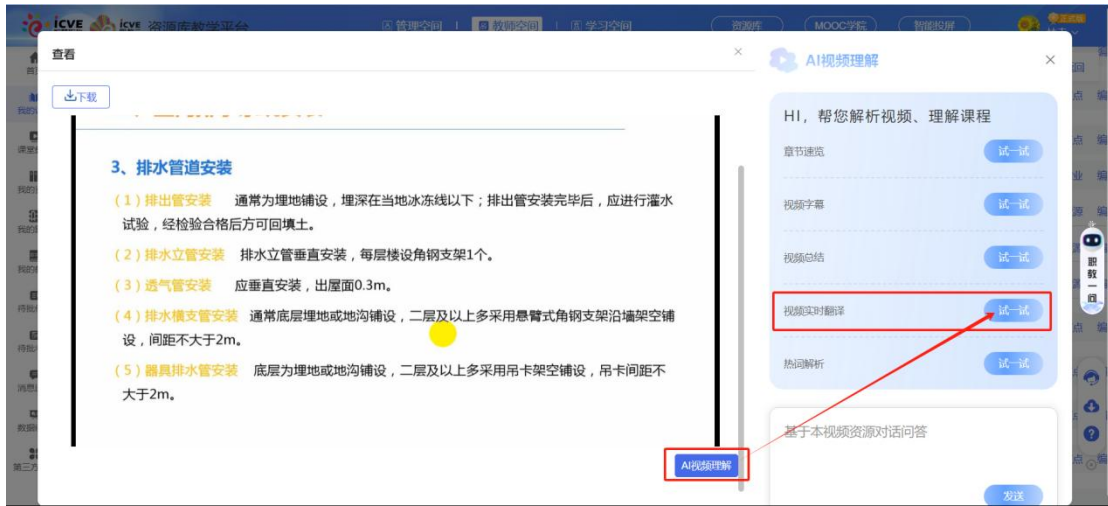 icve icve 资源库教学平台
管理空间 | 教师空间 | 学习空间
资源库 MOOC学院 智能投屏
查看
下载
3、排水管道安装
（1）排出管安装 通常为埋地铺设，埋深在当地冰冻线以下；排出管安装完毕后，应进行灌水
试验，经检验合格后方可回填土。
（2）排水立管安装 排水立管垂直安装，每层楼设角钢支架1个。
（3）透气管安装 应垂直安装，出屋面0.3m。
（4）排水横支管安装 通常底层埋地或地沟铺设，二层及以上多采用悬臂式角钢支架沿墙架空铺
设，间距不大于2m。
（5）器具排水管安装 底层为埋地或地沟铺设，二层及以上多采用吊卡架空铺设，吊卡间距不
大于2m。
AI视频理解
AI视频理解
HI，帮您解析视频、理解课程
章节速览 试一试
视频字幕 试一试
视频总结 试一试
视频实时翻译 试一试
热词解析 试一试
基于本视频资源对话问答
发送
职教一问